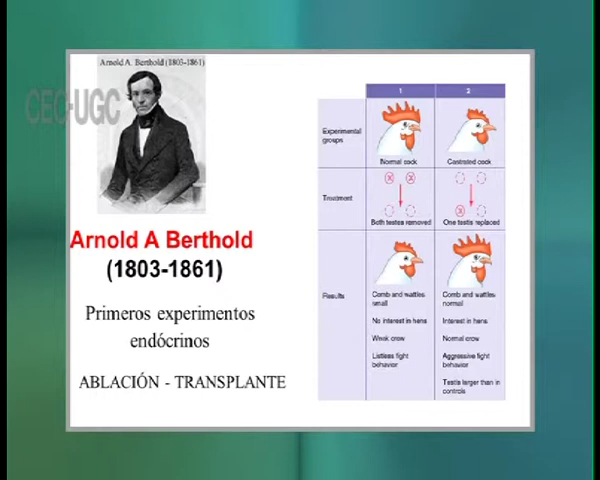 Arnold A. Berthold (1803-1861)
CEC-UGC
Arnold A Berthold
(1803-1861)
Primeros experimentos
endócrinos
ABLACIÓN - TRANSPLANTE
1 2
Experimental
groups
Normal cock Castrated cock
Treatment
Both testes removed One testis replaced
Results
Comb and wattles
small
No interest in hens
Weak crow
Listless fight
behavior
Comb and wattles
normal
Interest in hens
Normal crow
Aggressive fight
behavior
Testis larger than in
controls